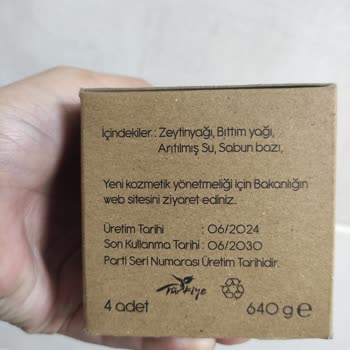 İçindekiler : Zeytinyağı, Bıttım yağı,
Arıtılmış Su, Sabun bazı,
Yeni kozmetik yönetmeliği için Bakanlığın
web sitesini ziyaret ediniz.
Üretim Tarihi : 06/2024
Son Kullanma Tarihi : 06/2030
Parti Seri Numarası Üretim Tarihidir.
Türkiye
4 adet 640 g e